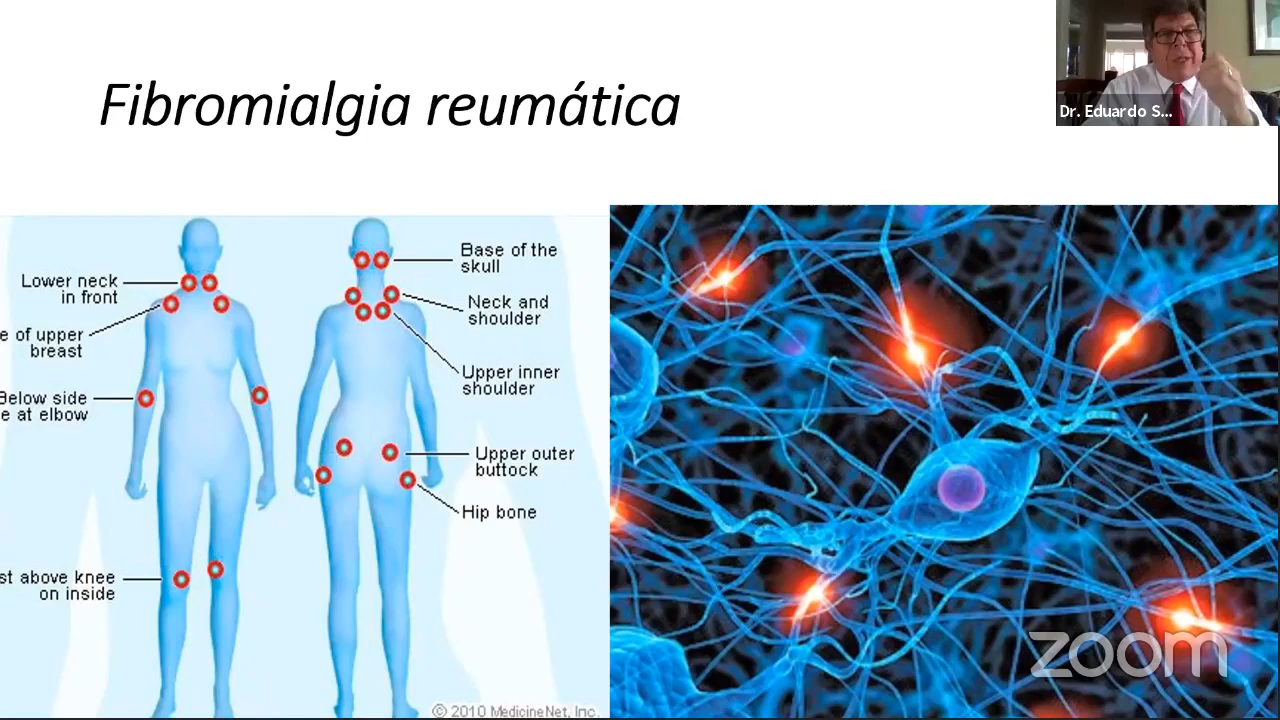 Fibromialgia reumática
Dr. Eduardo S...
Lower neck
in front
e of upper
breast
Below side
e at elbow
st above knee
on inside
Base of the
skull
Neck and
shoulder
Upper inner
shoulder
Upper outer
buttock
Hip bone
© 2010 MedicineNet, Inc.
zoom